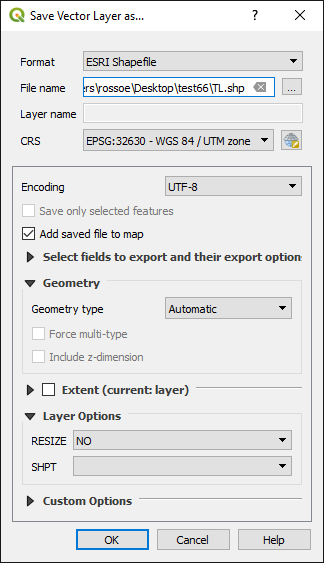 Save Vector Layer as...
Format ESRI Shapefile
File name ers\rossoe\Desktop\test66\TL.shp ...
Layer name
CRS EPSG:32630 - WGS 84 / UTM zone
Encoding UTF-8
Save only selected features
Add saved file to map
Select fields to export and their export option
Geometry
Geometry type Automatic
Force multi-type
Include z-dimension
Extent (current: layer)
Layer Options
RESIZE NO
SHPT
Custom Options
OK Cancel Help